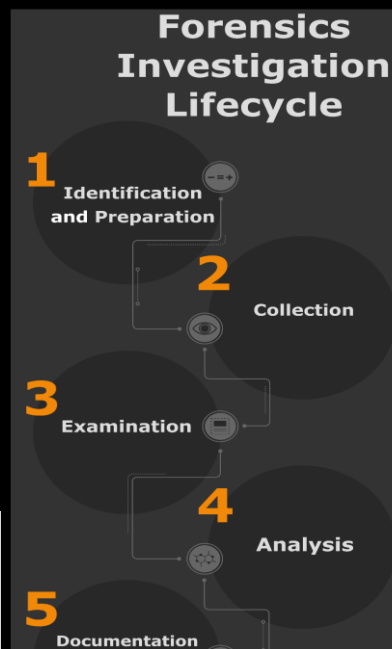 Forensics
Investigation
Lifecycle
1
Identification
and Preparation
2
Collection
3
Examination
4
Analysis
5
Documentation